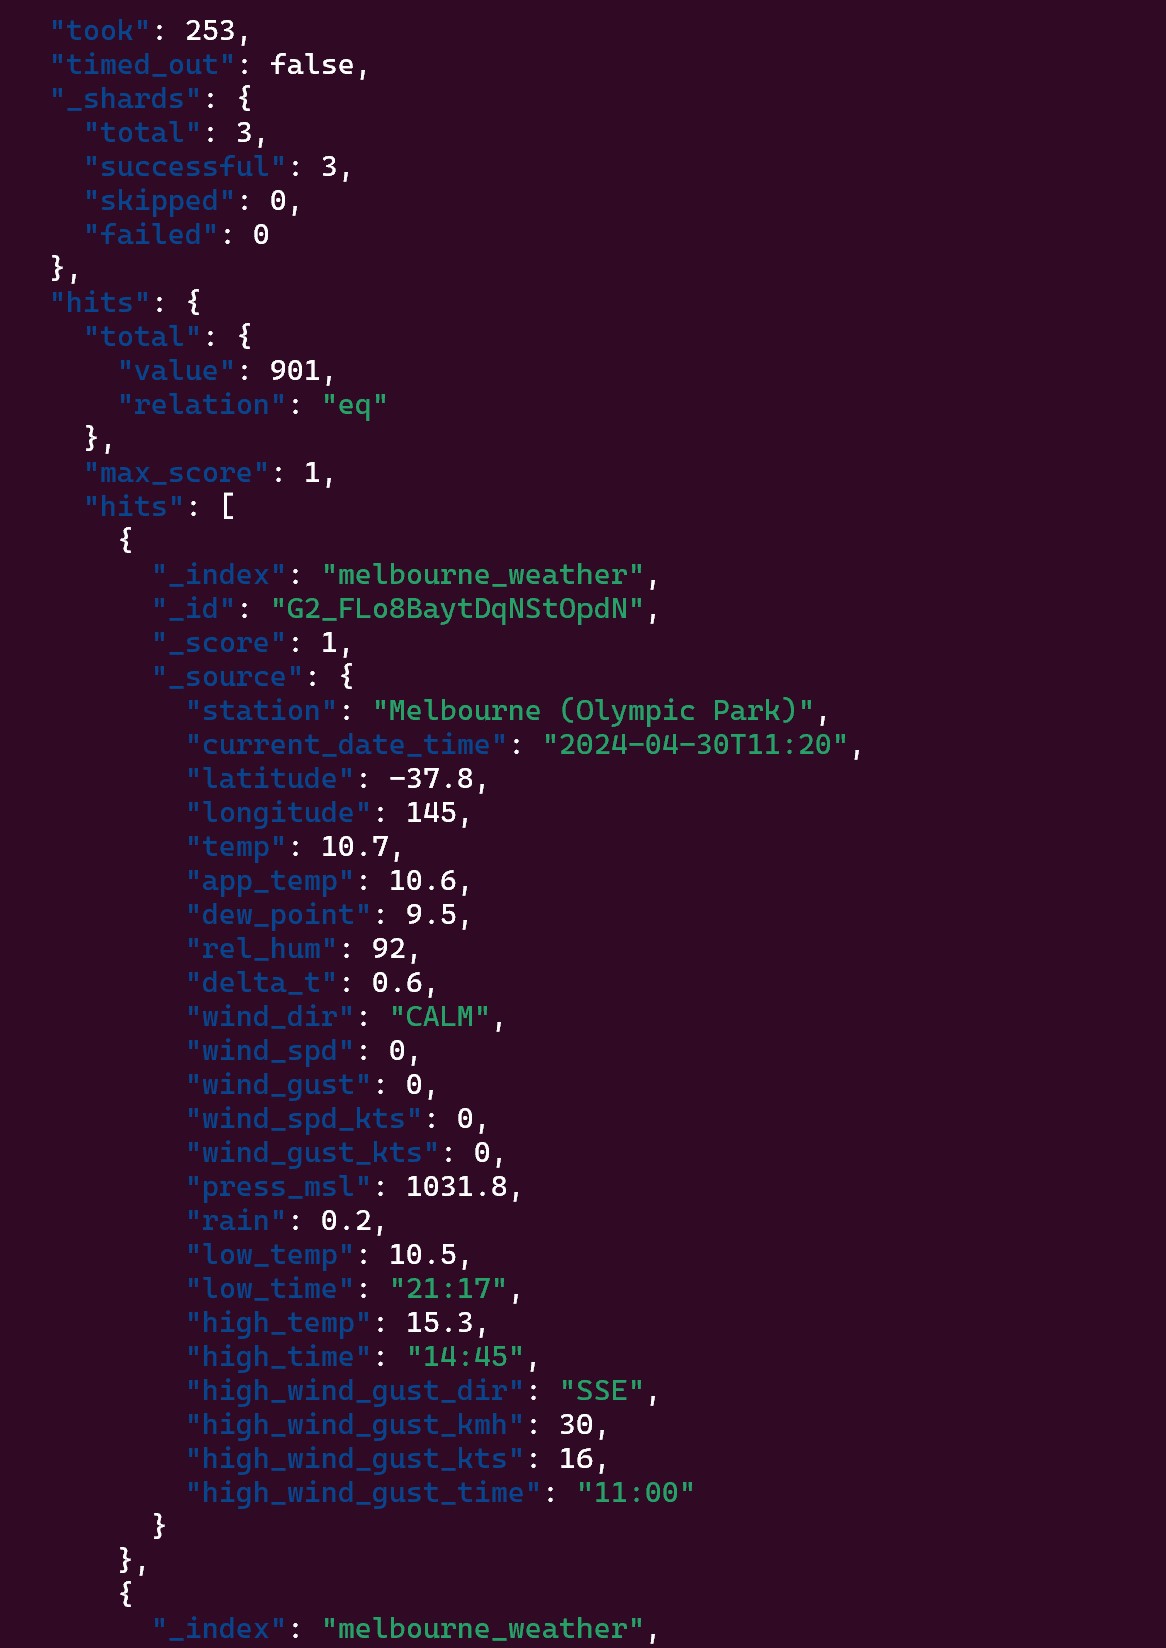 "took": 253,
"timed_out": false,
"_shards": {
"total": 3,
"successful": 3,
"skipped": 0,
"failed": 0
},
"hits": {
"total": {
"value": 901,
"relation": "eq"
},
"max_score": 1,
"hits": [
{
"_index": "melbourne_weather",
"_id": "G2_FLo8BaytDqNStOpdN",
"_score": 1,
"_source": {
"station": "Melbourne (Olympic Park)",
"current_date_time": "2024-04-30T11:20",
"latitude": -37.8,
"longitude": 145,
"temp": 10.7,
"app_temp": 10.6,
"dew_point": 9.5,
"rel_hum": 92,
"delta_t": 0.6,
"wind_dir": "CALM",
"wind_spd": 0,
"wind_gust": 0,
"wind_spd_kts": 0,
"wind_gust_kts": 0,
"press_msl": 1031.8,
"rain": 0.2,
"low_temp": 10.5,
"low_time": "21:17",
"high_temp": 15.3,
"high_time": "14:45",
"high_wind_gust_dir": "SSE",
"high_wind_gust_kmh": 30,
"high_wind_gust_kts": 16,
"high_wind_gust_time": "11:00"
}
},
{
"_index": "melbourne_weather",